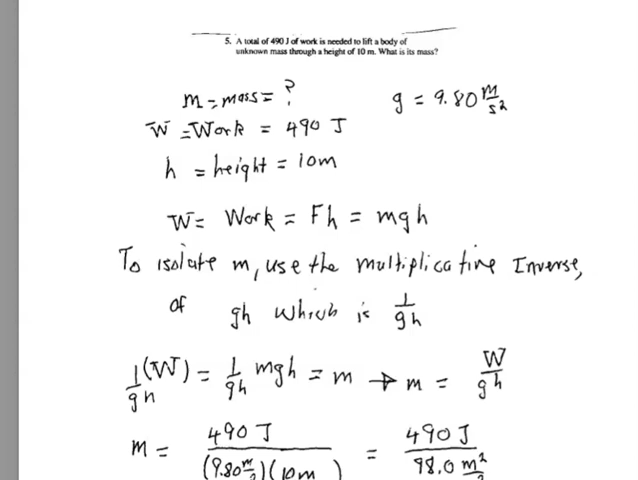 5. A total of 490 J of work is needed to lift a body of
unknown mass through a height of 10 m. What is its mass?
m = mass = ?
g = 9.80 m/s²
W = Work = 490 J
h = height = 10m
W = Work = Fh = mgh
To isolate m, use the multiplicative Inverse,
of gh which is 1/gh
1/gh (W) = 1/gh mgh = m → m = W/gh
m = 490 J / (9.80 m/s²)(10m) = 490 J / 98.0 m²